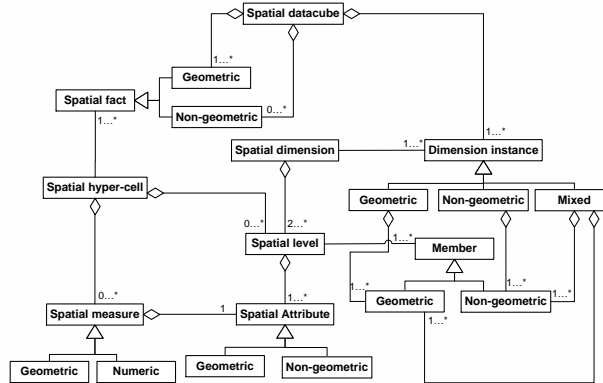 Spatial datacube
1...*
Geometric
Spatial fact
Non-geometric
0...*
1...*
1...*
Spatial dimension
1...*
Dimension instance
Spatial hyper-cell
Geometric
Non-geometric
Mixed
0...*
2...*
Spatial level
1...*
Member
1...*
Geometric
Non-geometric
1...*
1...*
0...*
1...*
1...*
Spatial measure
1
Spatial Attribute
Geometric
Numeric
Geometric
Non-geometric